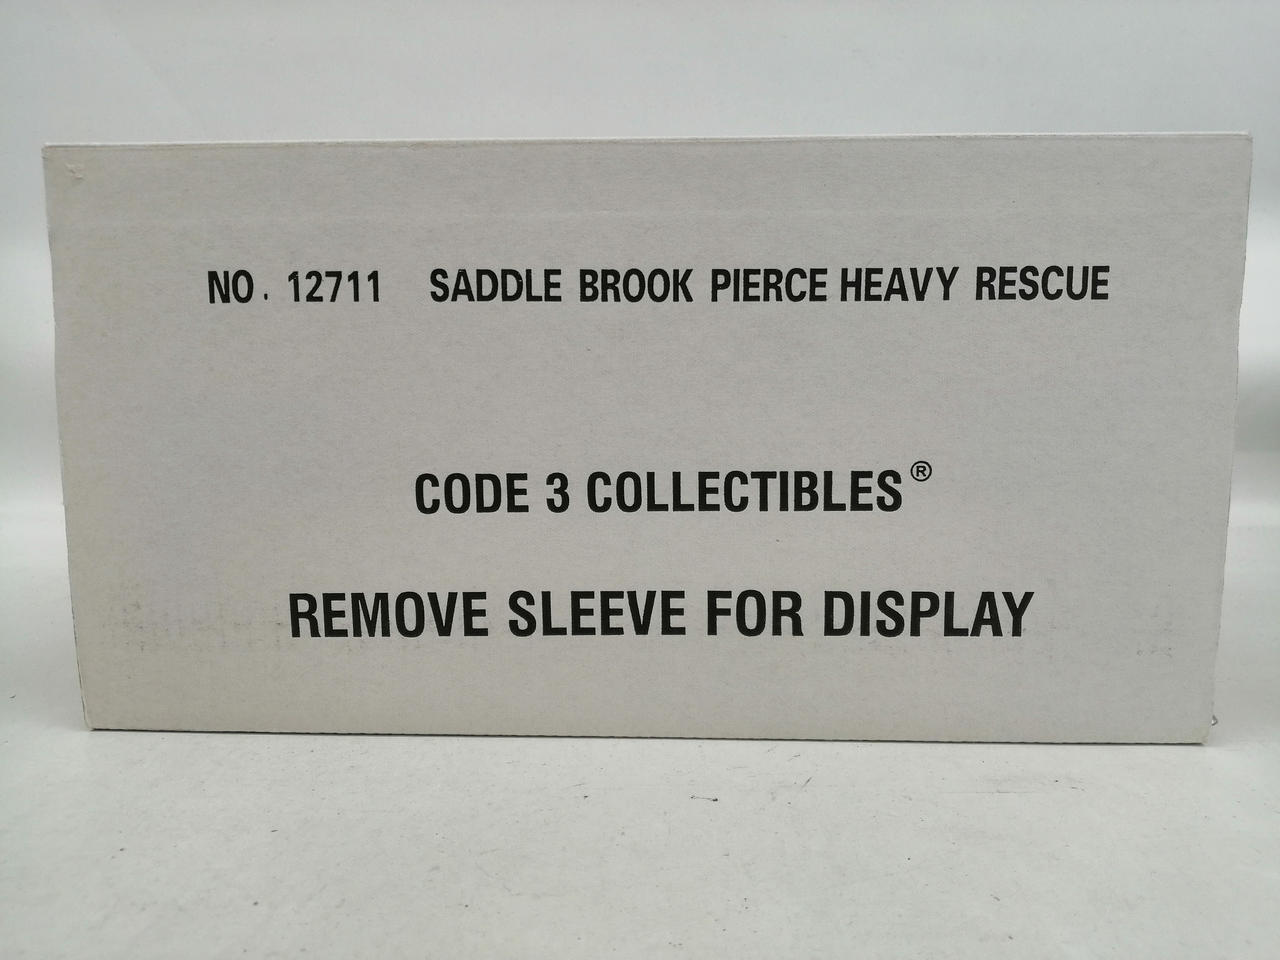 NO. 12711 SADDLE BROOK PIERCE HEAVY RESCUE
CODE 3 COLLECTIBLES®
REMOVE SLEEVE FOR DISPLAY